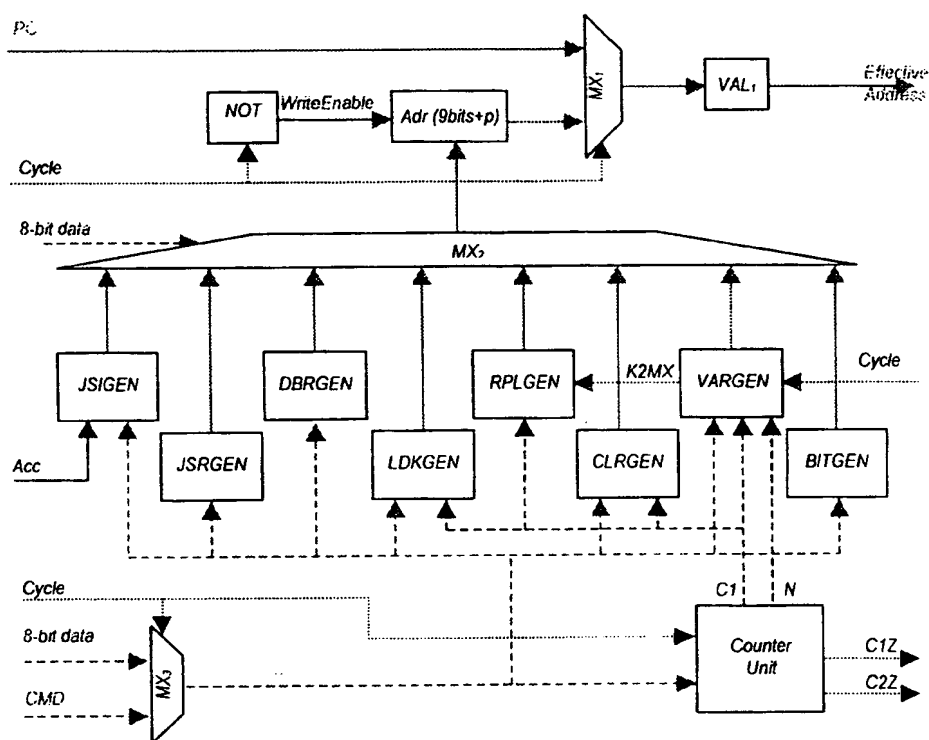 PC
MX1
VAL1
Effective
Address
NOT
WriteEnable
Adr (9bits+p)
Cycle
8-bit data
MX2
JSIGEN
DBRGEN
RPLGEN
K2MX
VARGEN
Cycle
Acc
JSRGEN
LDKGEN
CLRGEN
BITGEN
Cycle
C1
N
8-bit data
MX3
CMD
Counter
Unit
C1Z
C2Z